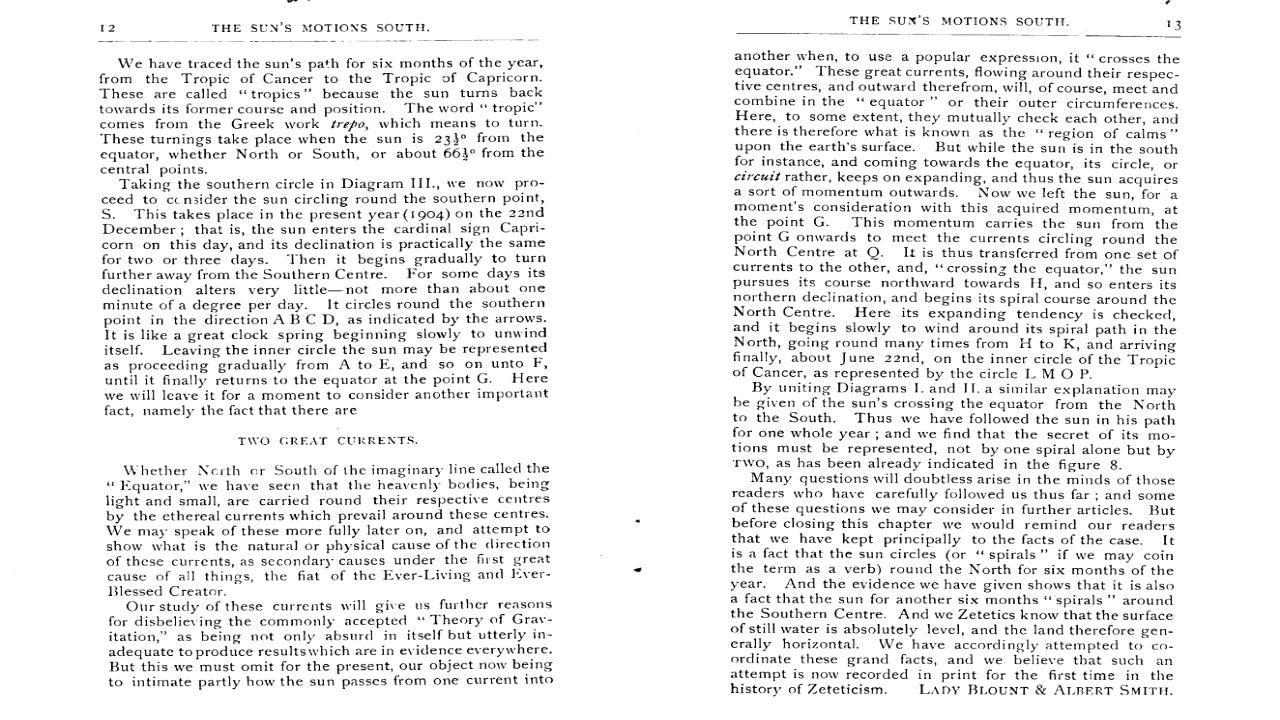 12 THE SUN'S MOTIONS SOUTH.
We have traced the sun's path for six months of the year,
from the Tropic of Cancer to the Tropic of Capricorn.
These are called "tropics" because the sun turns back
towards its former course and position. The word "tropic"
comes from the Greek work trepo, which means to turn.
These turnings take place when the sun is 23½° from the
equator, whether North or South, or about 66½° from the
central points.
Taking the southern circle in Diagram III., we now pro-
ceed to consider the sun circling round the southern point,
S. This takes place in the present year (1904) on the 22nd
December; that is, the sun enters the cardinal sign Capri-
corn on this day, and its declination is practically the same
for two or three days. Then it begins gradually to turn
further away from the Southern Centre. For some days its
declination alters very little—not more than about one
minute of a degree per day. It circles round the southern
point in the direction A B C D, as indicated by the arrows.
It is like a great clock spring beginning slowly to unwind
itself. Leaving the inner circle the sun may be represented
as proceeding gradually from A to E, and so on unto F,
until it finally returns to the equator at the point G. Here
we will leave it for a moment to consider another important
fact, namely the fact that there are
TWO GREAT CURRENTS.
Whether North or South of the imaginary line called the
"Equator," we have seen that the heavenly bodies, being
light and small, are carried round their respective centres
by the ethereal currents which prevail around these centres.
We may speak of these more fully later on, and attempt to
show what is the natural or physical cause of the direction
of these currents, as secondary causes under the first great
cause of all things, the fiat of the Ever-Living and Ever-
Blessed Creator.
Our study of these currents will give us further reasons
for disbelieving the commonly accepted "Theory of Grav-
itation," as being not only absurd in itself but utterly in-
adequate to produce results which are in evidence everywhere.
But this we must omit for the present, our object now being
to intimate partly how the sun passes from one current into
THE SUN'S MOTIONS SOUTH. 13
another when, to use a popular expression, it "crosses the
equator." These great currents, flowing around their respec-
tive centres, and outward therefrom, will, of course, meet and
combine in the "equator" or their outer circumferences.
Here, to some extent, they mutually check each other, and
there is therefore what is known as the "region of calms"
upon the earth's surface. But while the sun is in the south
for instance, and coming towards the equator, its circle, or
circuit rather, keeps on expanding, and thus the sun acquires
a sort of momentum outwards. Now we left the sun, for a
moment's consideration with this acquired momentum, at
the point G. This momentum carries the sun from the
point G onwards to meet the currents circling round the
North Centre at Q. It is thus transferred from one set of
currents to the other, and, "crossing the equator," the sun
pursues its course northward towards H, and so enters its
northern declination, and begins its spiral course around the
North Centre. Here its expanding tendency is checked,
and it begins slowly to wind around its spiral path in the
North, going round many times from H to K, and arriving
finally, about June 22nd, on the inner circle of the Tropic
of Cancer, as represented by the circle L M O P.
By uniting Diagrams I. and II. a similar explanation may
be given of the sun's crossing the equator from the North
to the South. Thus we have followed the sun in his path
for one whole year; and we find that the secret of its mo-
tions must be represented, not by one spiral alone but by
TWO, as has been already indicated in the figure 8.
Many questions will doubtless arise in the minds of those
readers who have carefully followed us thus far; and some
of these questions we may consider in further articles. But
before closing this chapter we would remind our readers
that we have kept principally to the facts of the case. It
is a fact that the sun circles (or "spirals" if we may coin
the term as a verb) round the North for six months of the
year. And the evidence we have given shows that it is also
a fact that the sun for another six months "spirals" around
the Southern Centre. And we Zetetics know that the surface
of still water is absolutely level, and the land therefore gen-
erally horizontal. We have accordingly attempted to co-
ordinate these grand facts, and we believe that such an
attempt is now recorded in print for the first time in the
history of Zeteticism. LADY BLOUNT & ALBERT SMITH.